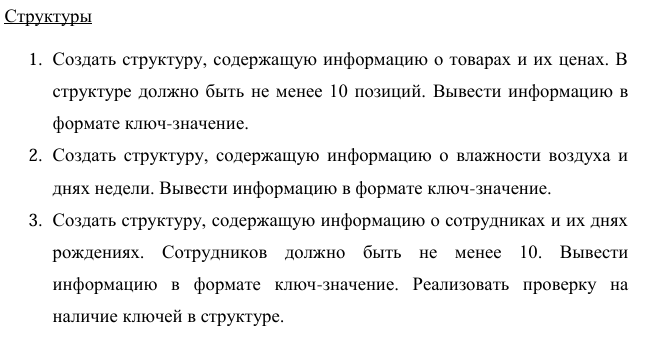 Структуры
1. Создать структуру, содержащую информацию о товарах и их ценах. В
структуре должно быть не менее 10 позиций. Вывести информацию в
формате ключ-значение.
2. Создать структуру, содержащую информацию о влажности воздуха и
днях недели. Вывести информацию в формате ключ-значение.
3. Создать структуру, содержащую информацию о сотрудниках и их днях
рождениях. Сотрудников должно быть не менее 10. Вывести
информацию в формате ключ-значение. Реализовать проверку на
наличие ключей в структуре.